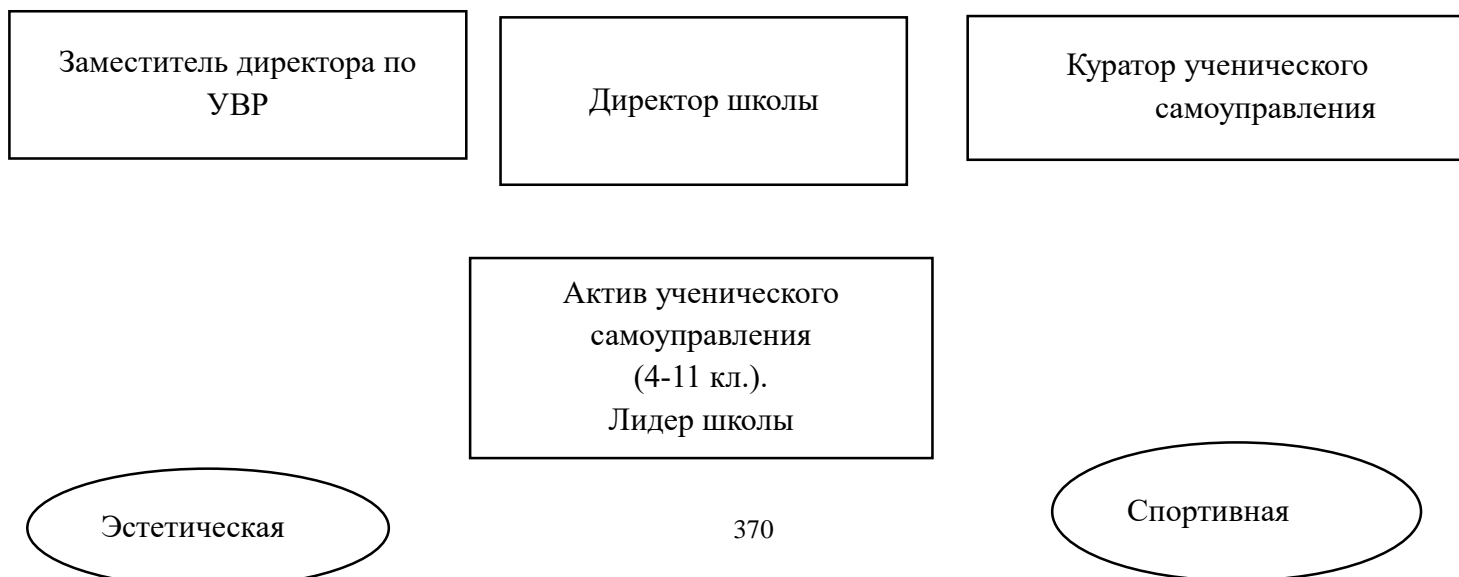 Заместитель директора по
УВР
Директор школы
Куратор ученического
самоуправления
Актив ученического
самоуправления
(4-11 кл.).
Лидер школы
Эстетическая
370
Спортивная